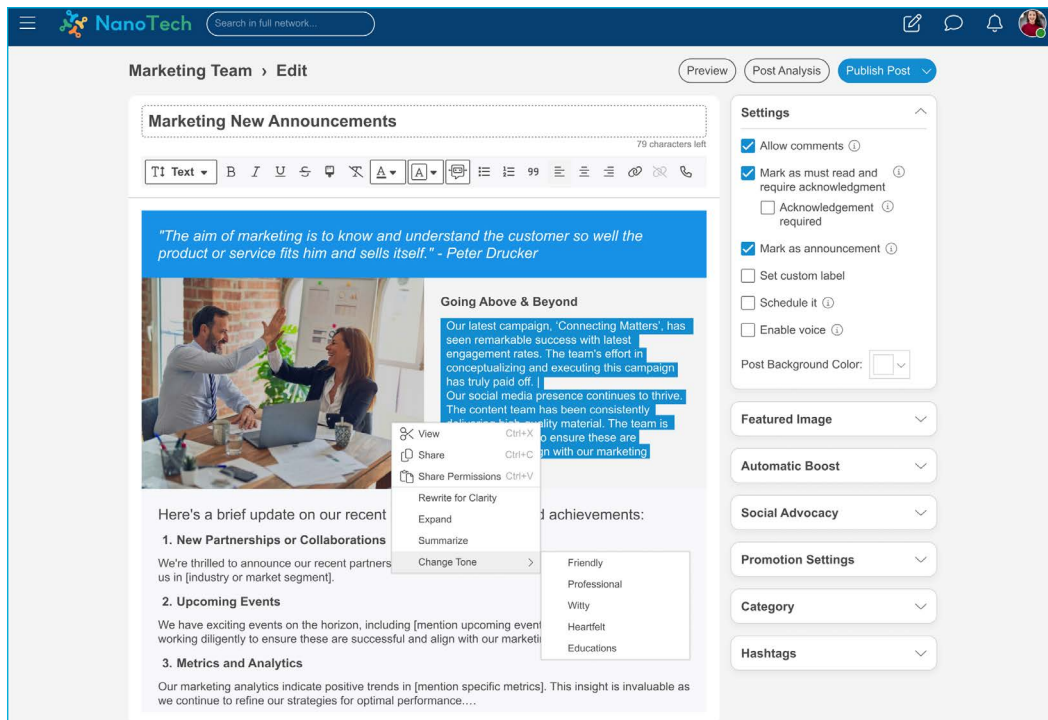 NanoTech
Search in full network...
Marketing Team › Edit
Preview
Post Analysis
Publish Post
Marketing New Announcements
79 characters left
Text
B I U S
A
A
99
"The aim of marketing is to know and understand the customer so well the
product or service fits him and sells itself." - Peter Drucker
Going Above & Beyond
Our latest campaign, 'Connecting Matters', has
seen remarkable success with latest
engagement rates. The team's effort in
conceptualizing and executing this campaign
has truly paid off. |
Our social media presence continues to thrive.
The content team has been consistently
quality material. The team is
to ensure these are
with our marketing
View Ctrl+X
Share Ctrl+C
Share Permissions Ctrl+V
Rewrite for Clarity
Expand
Summarize
Change Tone
Friendly
Professional
Witty
Heartfelt
Educations
Here's a brief update on our recent achievements:
1. New Partnerships or Collaborations
We're thrilled to announce our recent
us in [industry or market segment].
2. Upcoming Events
We have exciting events on the horizon, including [mention upcoming
working diligently to ensure these are successful and align with our
3. Metrics and Analytics
Our marketing analytics indicate positive trends in [mention specific metrics]. This insight is invaluable as
we continue to refine our strategies for optimal performance....
Settings
Allow comments
Mark as must read and
require acknowledgment
Acknowledgement
required
Mark as announcement
Set custom label
Schedule it
Enable voice
Post Background Color:
Featured Image
Automatic Boost
Social Advocacy
Promotion Settings
Category
Hashtags